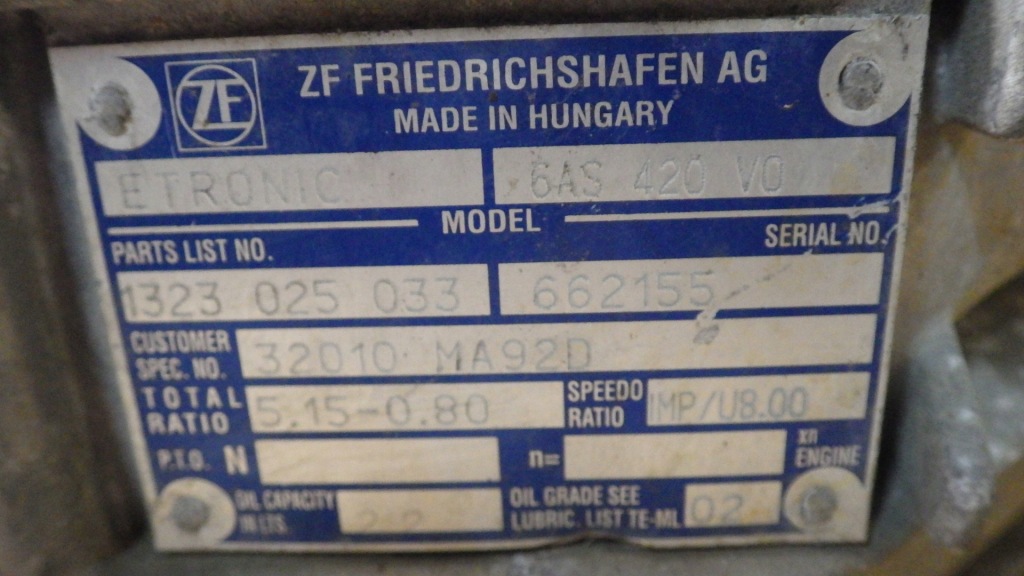 ZF
ZF FRIEDRICHSHAFEN AG
MADE IN HUNGARY
ETRONIC 6AS 420 VO
MODEL
PARTS LIST NO. SERIAL NO.
1323 025 033 662155
CUSTOMER SPEC. NO. 32010 MA92D
TOTAL RATIO 5.15-0.80 SPEEDO RATIO IMP/U8.00
P.T.O. N n= xn ENGINE
OIL CAPACITY IN LTS. 2.2 OIL GRADE SEE LUBRIC. LIST TE-ML 02